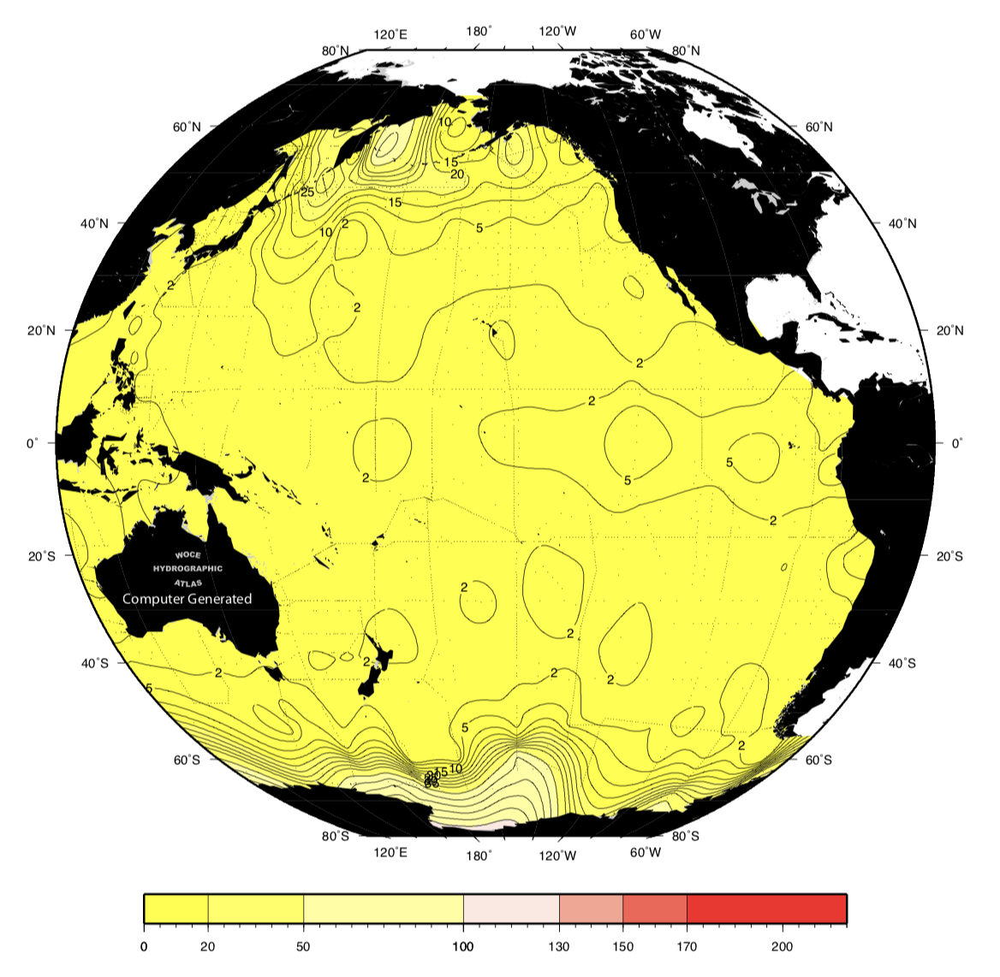 120°E 180° 120°W 60°W
80°N 80°N
10
60°N 60°N
15
20
25
15
40°N 2 5 40°N
10
2
2
20°N 20°N
2
2
0° 0°
5
2 5
2
WOCE
20°S 20°S
HYDROGRAPHIC
ATLAS
2
Computer Generated
2
40°S 2 40°S
2 2 2
5
5
2
60°S 60°S
15 10
80°S 80°S
120°E 180° 120°W 60°W
0 20 50 100 130 150 170 200